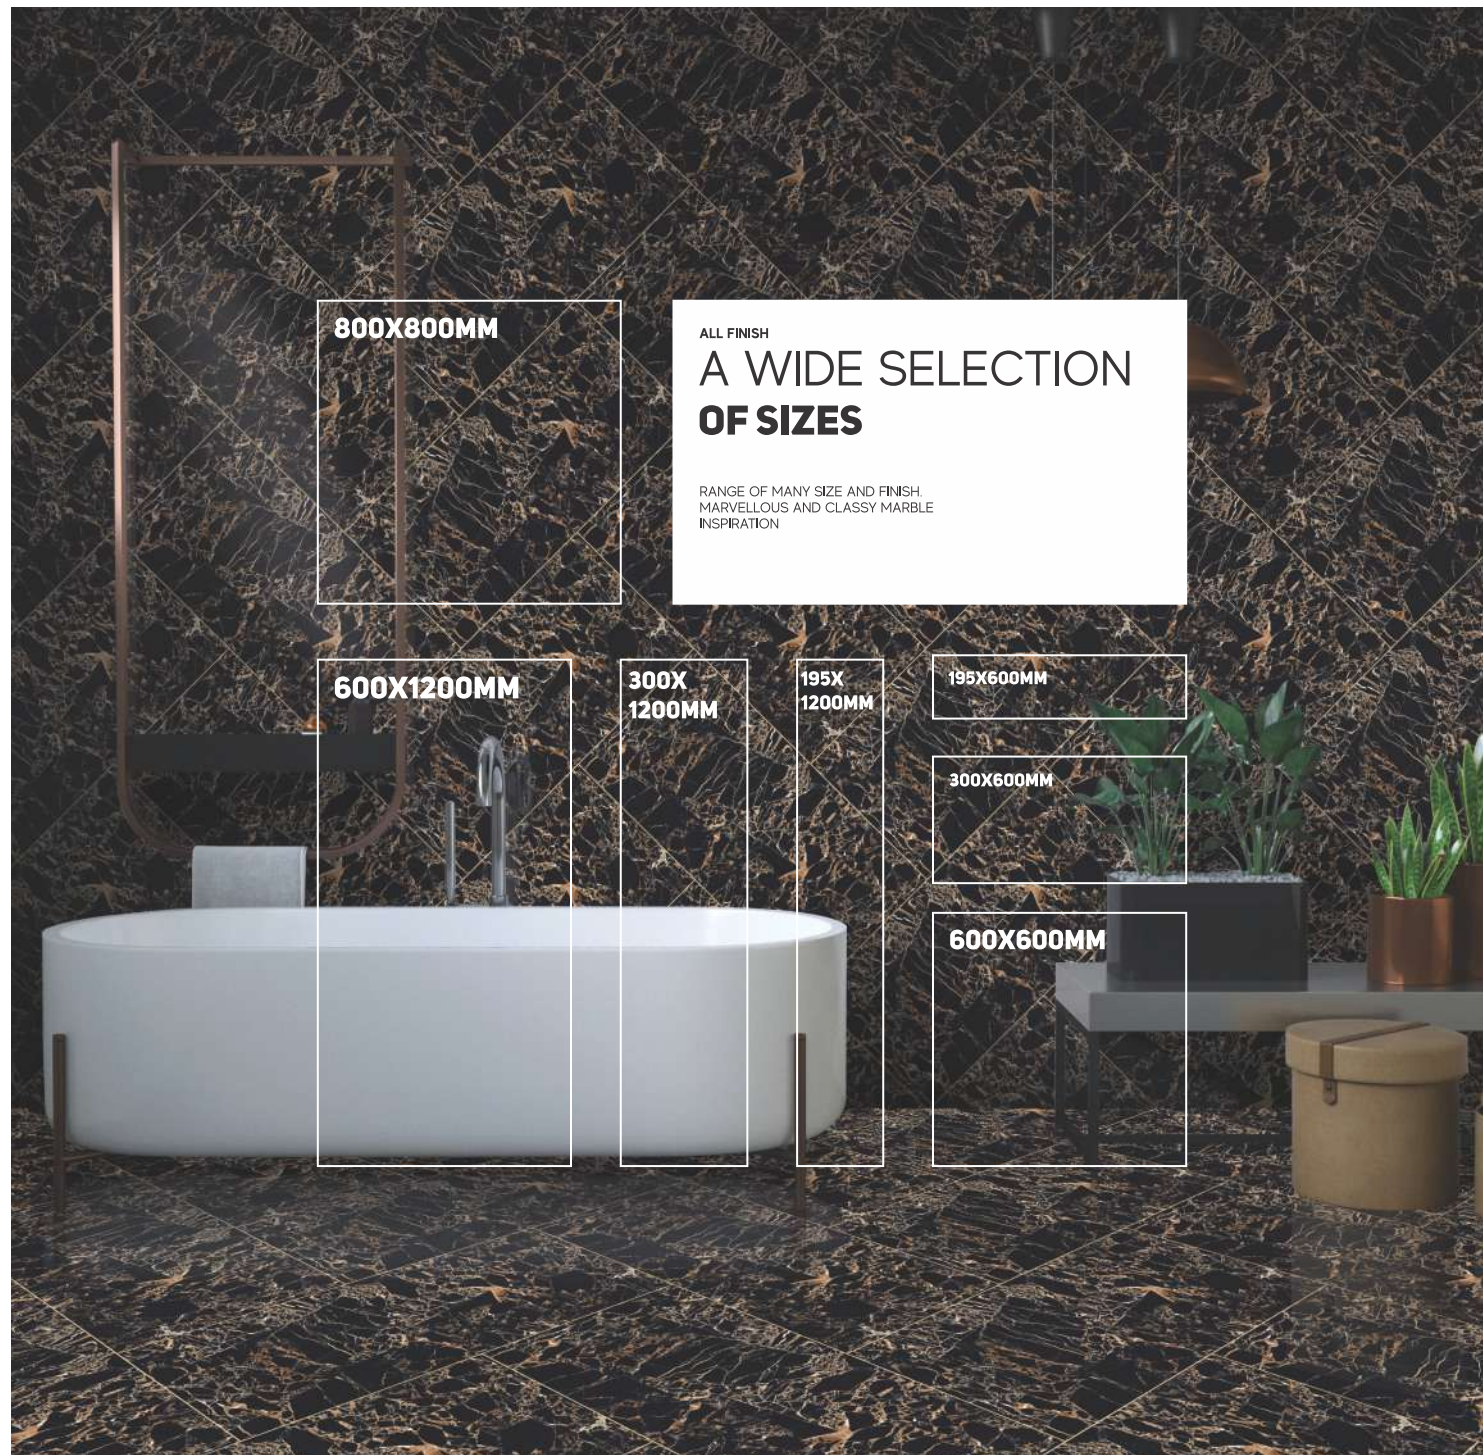 800X800MM
ALL FINISH
A WIDE SELECTION
OF SIZES
RANGE OF MANY SIZE AND FINISH.
MARVELLOUS AND CLASSY MARBLE
INSPIRATION
600X1200MM
300X
1200MM
195X
1200MM
195X600MM
300X600MM
600X600MM